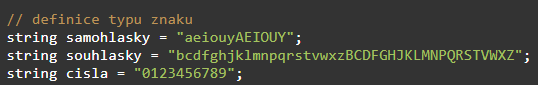 // definice typu znaku
string samohlasky = "aeiouyAEIOUY";
string souhlasky = "bcdfghjklmnpqrstvwxzBCDFGHJKLMNPQRSTVWXZ";
string cisla = "0123456789";